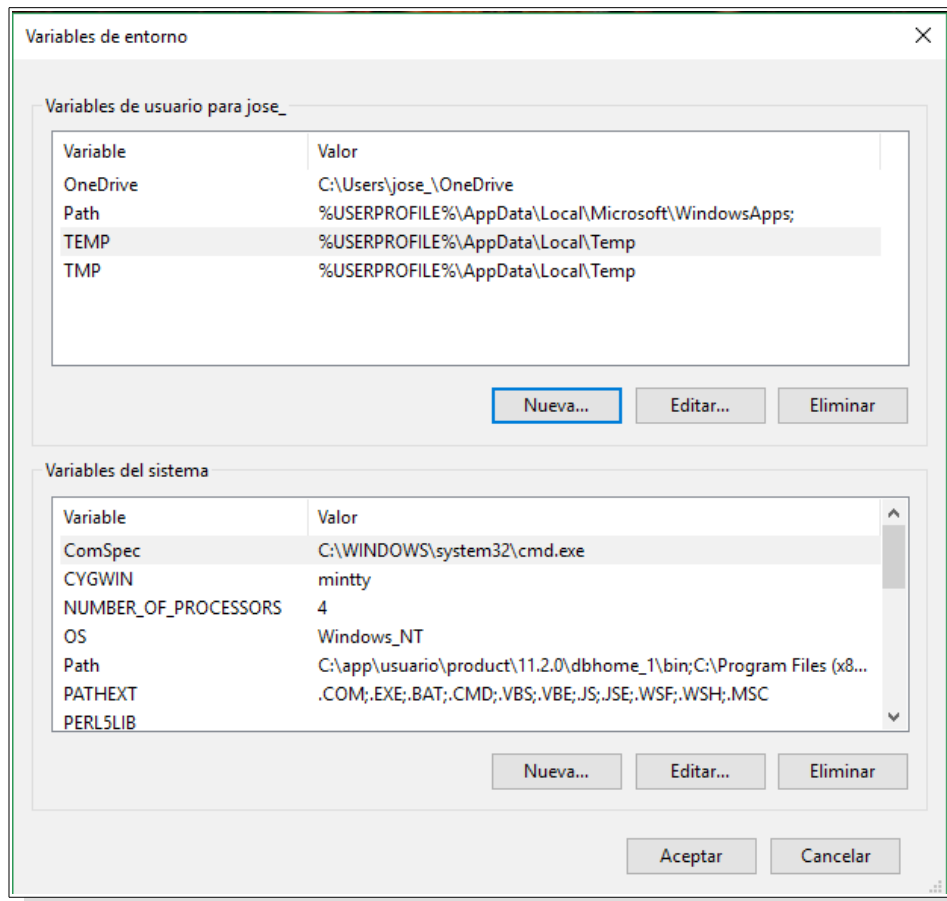 Variables de entorno
Variables de usuario para jose_
Variable Valor
OneDrive C:\Users\jose_\OneDrive
Path %USERPROFILE%\AppData\Local\Microsoft\WindowsApps;
TEMP %USERPROFILE%\AppData\Local\Temp
TMP %USERPROFILE%\AppData\Local\Temp
Nueva... Editar... Eliminar
Variables del sistema
Variable Valor
ComSpec C:\WINDOWS\system32\cmd.exe
CYGWIN mintty
NUMBER_OF_PROCESSORS 4
OS Windows_NT
Path C:\app\usuario\product\11.2.0\dbhome_1\bin;C:\Program Files (x8...
PATHEXT .COM;.EXE;.BAT;.CMD;.VBS;.VBE;.JS;.JSE;.WSF;.WSH;.MSC
PERL5LIB
Nueva... Editar... Eliminar
Aceptar Cancelar